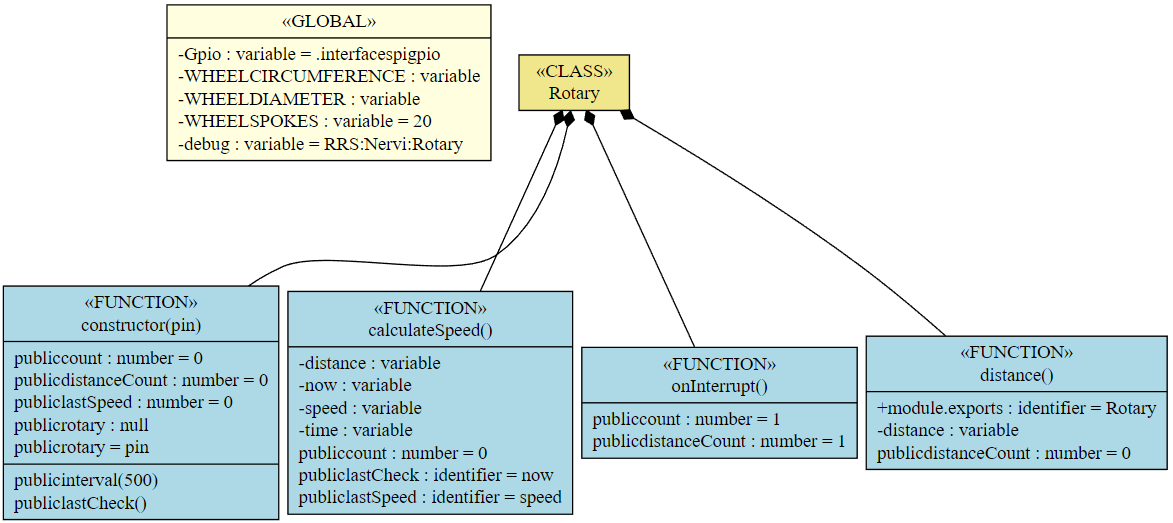 «GLOBAL»
-Gpio : variable = .interfacespigpio
-WHEELCIRCUMFERENCE : variable
-WHEELDIAMETER : variable
-WHEELSPOKES : variable = 20
-debug : variable = RRS:Nervi:Rotary
«CLASS»
Rotary
«FUNCTION»
constructor(pin)
publiccount : number = 0
publicdistanceCount : number = 0
publiclastSpeed : number = 0
publicrotary : null
publicrotary = pin
publicinterval(500)
publiclastCheck()
«FUNCTION»
calculateSpeed()
-distance : variable
-now : variable
-speed : variable
-time : variable
publiccount : number = 0
publiclastCheck : identifier = now
publiclastSpeed : identifier = speed
«FUNCTION»
onInterrupt()
publiccount : number = 1
publicdistanceCount : number = 1
«FUNCTION»
distance()
+module.exports : identifier = Rotary
-distance : variable
publicdistanceCount : number = 0